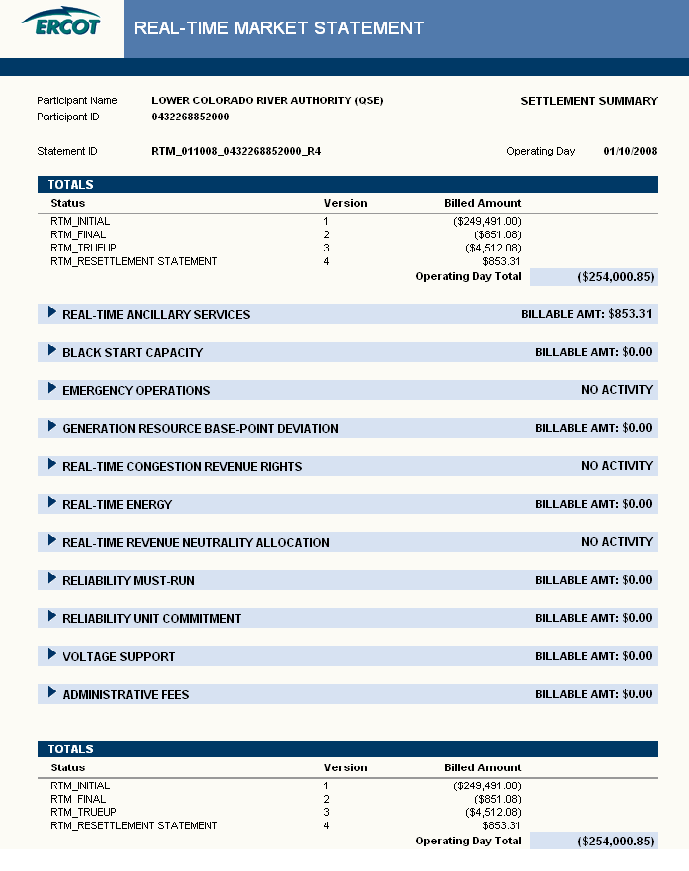 ERCOT
REAL-TIME MARKET STATEMENT
Participant Name LOWER COLORADO RIVER AUTHORITY (QSE) SETTLEMENT SUMMARY
Participant ID 0432268852000
Statement ID RTM_011008_0432268852000_R4 Operating Day 01/10/2008
TOTALS
Status Version Billed Amount
RTM_INITIAL 1 ($249,491.00)
RTM_FINAL 2 ($851.08)
RTM_TRUEUP 3 ($4,512.08)
RTM_RESETTLEMENT STATEMENT 4 $853.31
Operating Day Total ($254,000.85)
REAL-TIME ANCILLARY SERVICES BILLABLE AMT: $853.31
BLACK START CAPACITY BILLABLE AMT: $0.00
EMERGENCY OPERATIONS NO ACTIVITY
GENERATION RESOURCE BASE-POINT DEVIATION BILLABLE AMT: $0.00
REAL-TIME CONGESTION REVENUE RIGHTS NO ACTIVITY
REAL-TIME ENERGY BILLABLE AMT: $0.00
REAL-TIME REVENUE NEUTRALITY ALLOCATION NO ACTIVITY
RELIABILITY MUST-RUN BILLABLE AMT: $0.00
RELIABILITY UNIT COMMITMENT BILLABLE AMT: $0.00
VOLTAGE SUPPORT BILLABLE AMT: $0.00
ADMINISTRATIVE FEES BILLABLE AMT: $0.00
TOTALS
Status Version Billed Amount
RTM_INITIAL 1 ($249,491.00)
RTM_FINAL 2 ($851.08)
RTM_TRUEUP 3 ($4,512.08)
RTM_RESETTLEMENT STATEMENT 4 $853.31
Operating Day Total ($254,000.85)